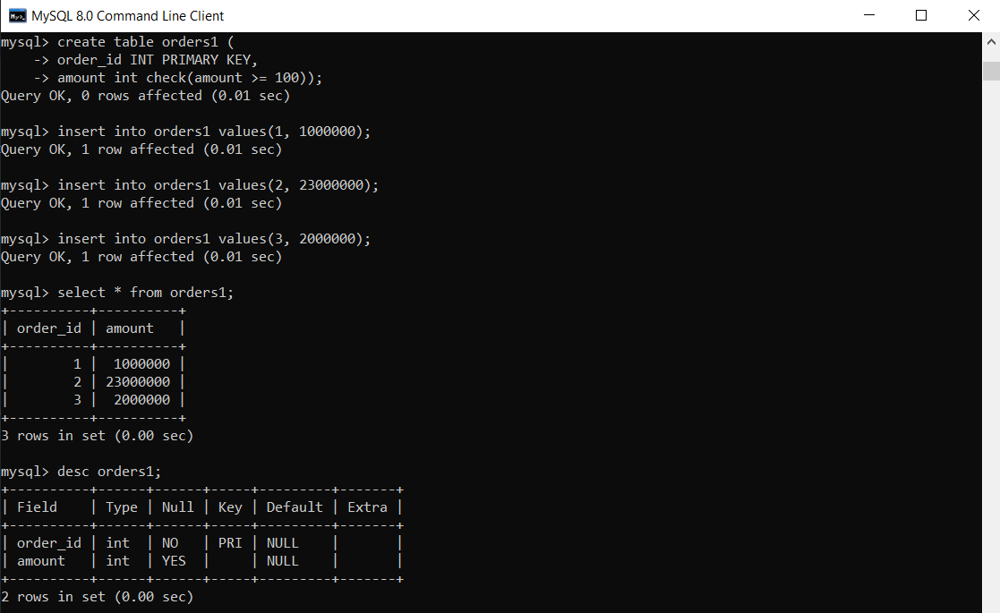 MySQL 8.0 Command Line Client
mysql> create table orders1 (
    -> order_id INT PRIMARY KEY,
    -> amount int check(amount >= 100));
Query OK, 0 rows affected (0.01 sec)

mysql> insert into orders1 values(1, 1000000);
Query OK, 1 row affected (0.01 sec)

mysql> insert into orders1 values(2, 23000000);
Query OK, 1 row affected (0.01 sec)

mysql> insert into orders1 values(3, 2000000);
Query OK, 1 row affected (0.01 sec)

mysql> select * from orders1;
+----------+----------+
| order_id | amount   |
+----------+----------+
|        1 |  1000000 |
|        2 | 23000000 |
|        3 |  2000000 |
+----------+----------+
3 rows in set (0.00 sec)

mysql> desc orders1;
+----------+------+------+-----+---------+-------+
| Field    | Type | Null | Key | Default | Extra |
+----------+------+------+-----+---------+-------+
| order_id | int  | NO   | PRI | NULL    |       |
| amount   | int  | YES  |     | NULL    |       |
+----------+------+------+-----+---------+-------+
2 rows in set (0.00 sec)